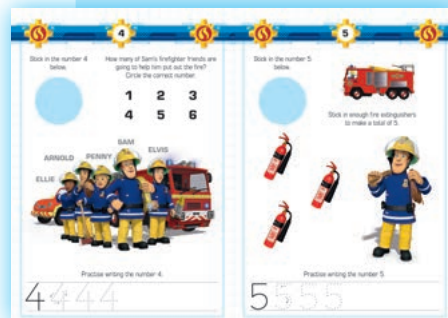 4
Stick in the number 4
below.
How many of Sam's firefighter friends are
going to help him put out the fire?
Circle the correct number.
1 2 3
4 5 6
ARNOLD
PENNY
SAM
ELVIS
ELLIE
Practise writing the number 4.
4 4 4 4
5
Stick in the number 5
below.
Stick in enough fire extinguishers
to make a total of 5.
Practise writing the number 5.
5 5 5 5